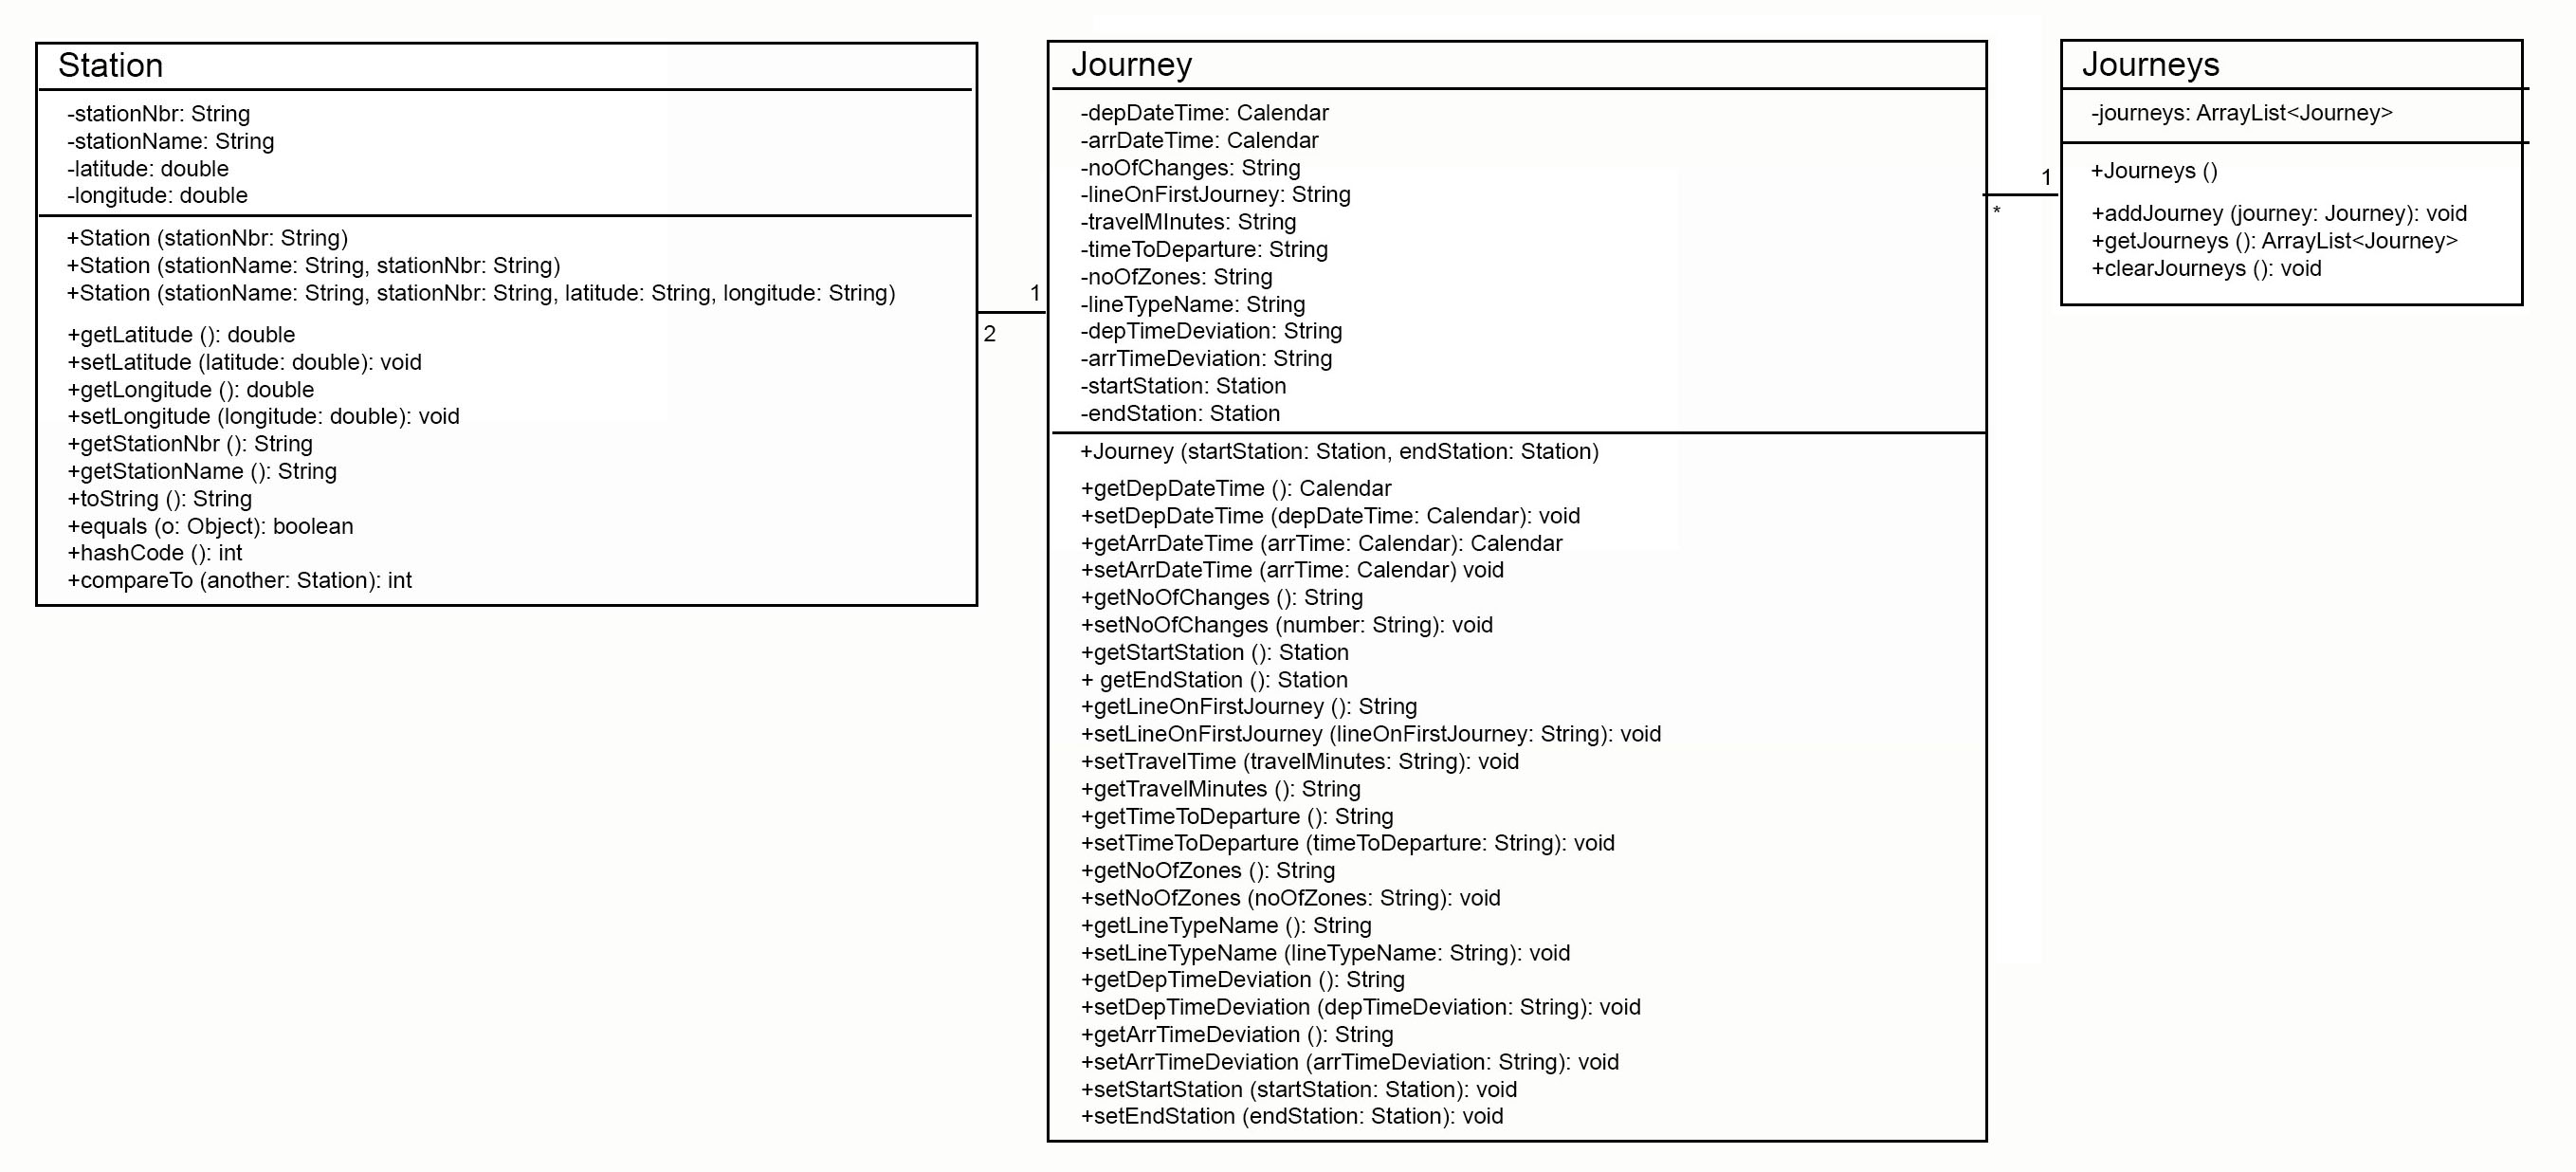 Station
-stationNbr: String
-stationName: String
-latitude: double
-longitude: double
+Station (stationNbr: String)
+Station (stationName: String, stationNbr: String)
+Station (stationName: String, stationNbr: String, latitude: String, longitude: String)
+getLatitude (): double
+setLatitude (latitude: double): void
+getLongitude (): double
+setLongitude (longitude: double): void
+getStationNbr (): String
+getStationName (): String
+toString (): String
+equals (o: Object): boolean
+hashCode (): int
+compareTo (another: Station): int
1
2
Journey
-depDateTime: Calendar
-arrDateTime: Calendar
-noOfChanges: String
-lineOnFirstJourney: String
-travelMInutes: String
-timeToDeparture: String
-noOfZones: String
-lineTypeName: String
-depTimeDeviation: String
-arrTimeDeviation: String
-startStation: Station
-endStation: Station
+Journey (startStation: Station, endStation: Station)
+getDepDateTime (): Calendar
+setDepDateTime (depDateTime: Calendar): void
+getArrDateTime (arrTime: Calendar): Calendar
+setArrDateTime (arrTime: Calendar) void
+getNoOfChanges (): String
+setNoOfChanges (number: String): void
+getStartStation (): Station
+ getEndStation (): Station
+getLineOnFirstJourney (): String
+setLineOnFirstJourney (lineOnFirstJourney: String): void
+setTravelTime (travelMinutes: String): void
+getTravelMinutes (): String
+getTimeToDeparture (): String
+setTimeToDeparture (timeToDeparture: String): void
+getNoOfZones (): String
+setNoOfZones (noOfZones: String): void
+getLineTypeName (): String
+setLineTypeName (lineTypeName: String): void
+getDepTimeDeviation (): String
+setDepTimeDeviation (depTimeDeviation: String): void
+getArrTimeDeviation (): String
+setArrTimeDeviation (arrTimeDeviation: String): void
+setStartStation (startStation: Station): void
+setEndStation (endStation: Station): void
1
*
Journeys
-journeys: ArrayList<Journey>
+Journeys ()
+addJourney (journey: Journey): void
+getJourneys (): ArrayList<Journey>
+clearJourneys (): void